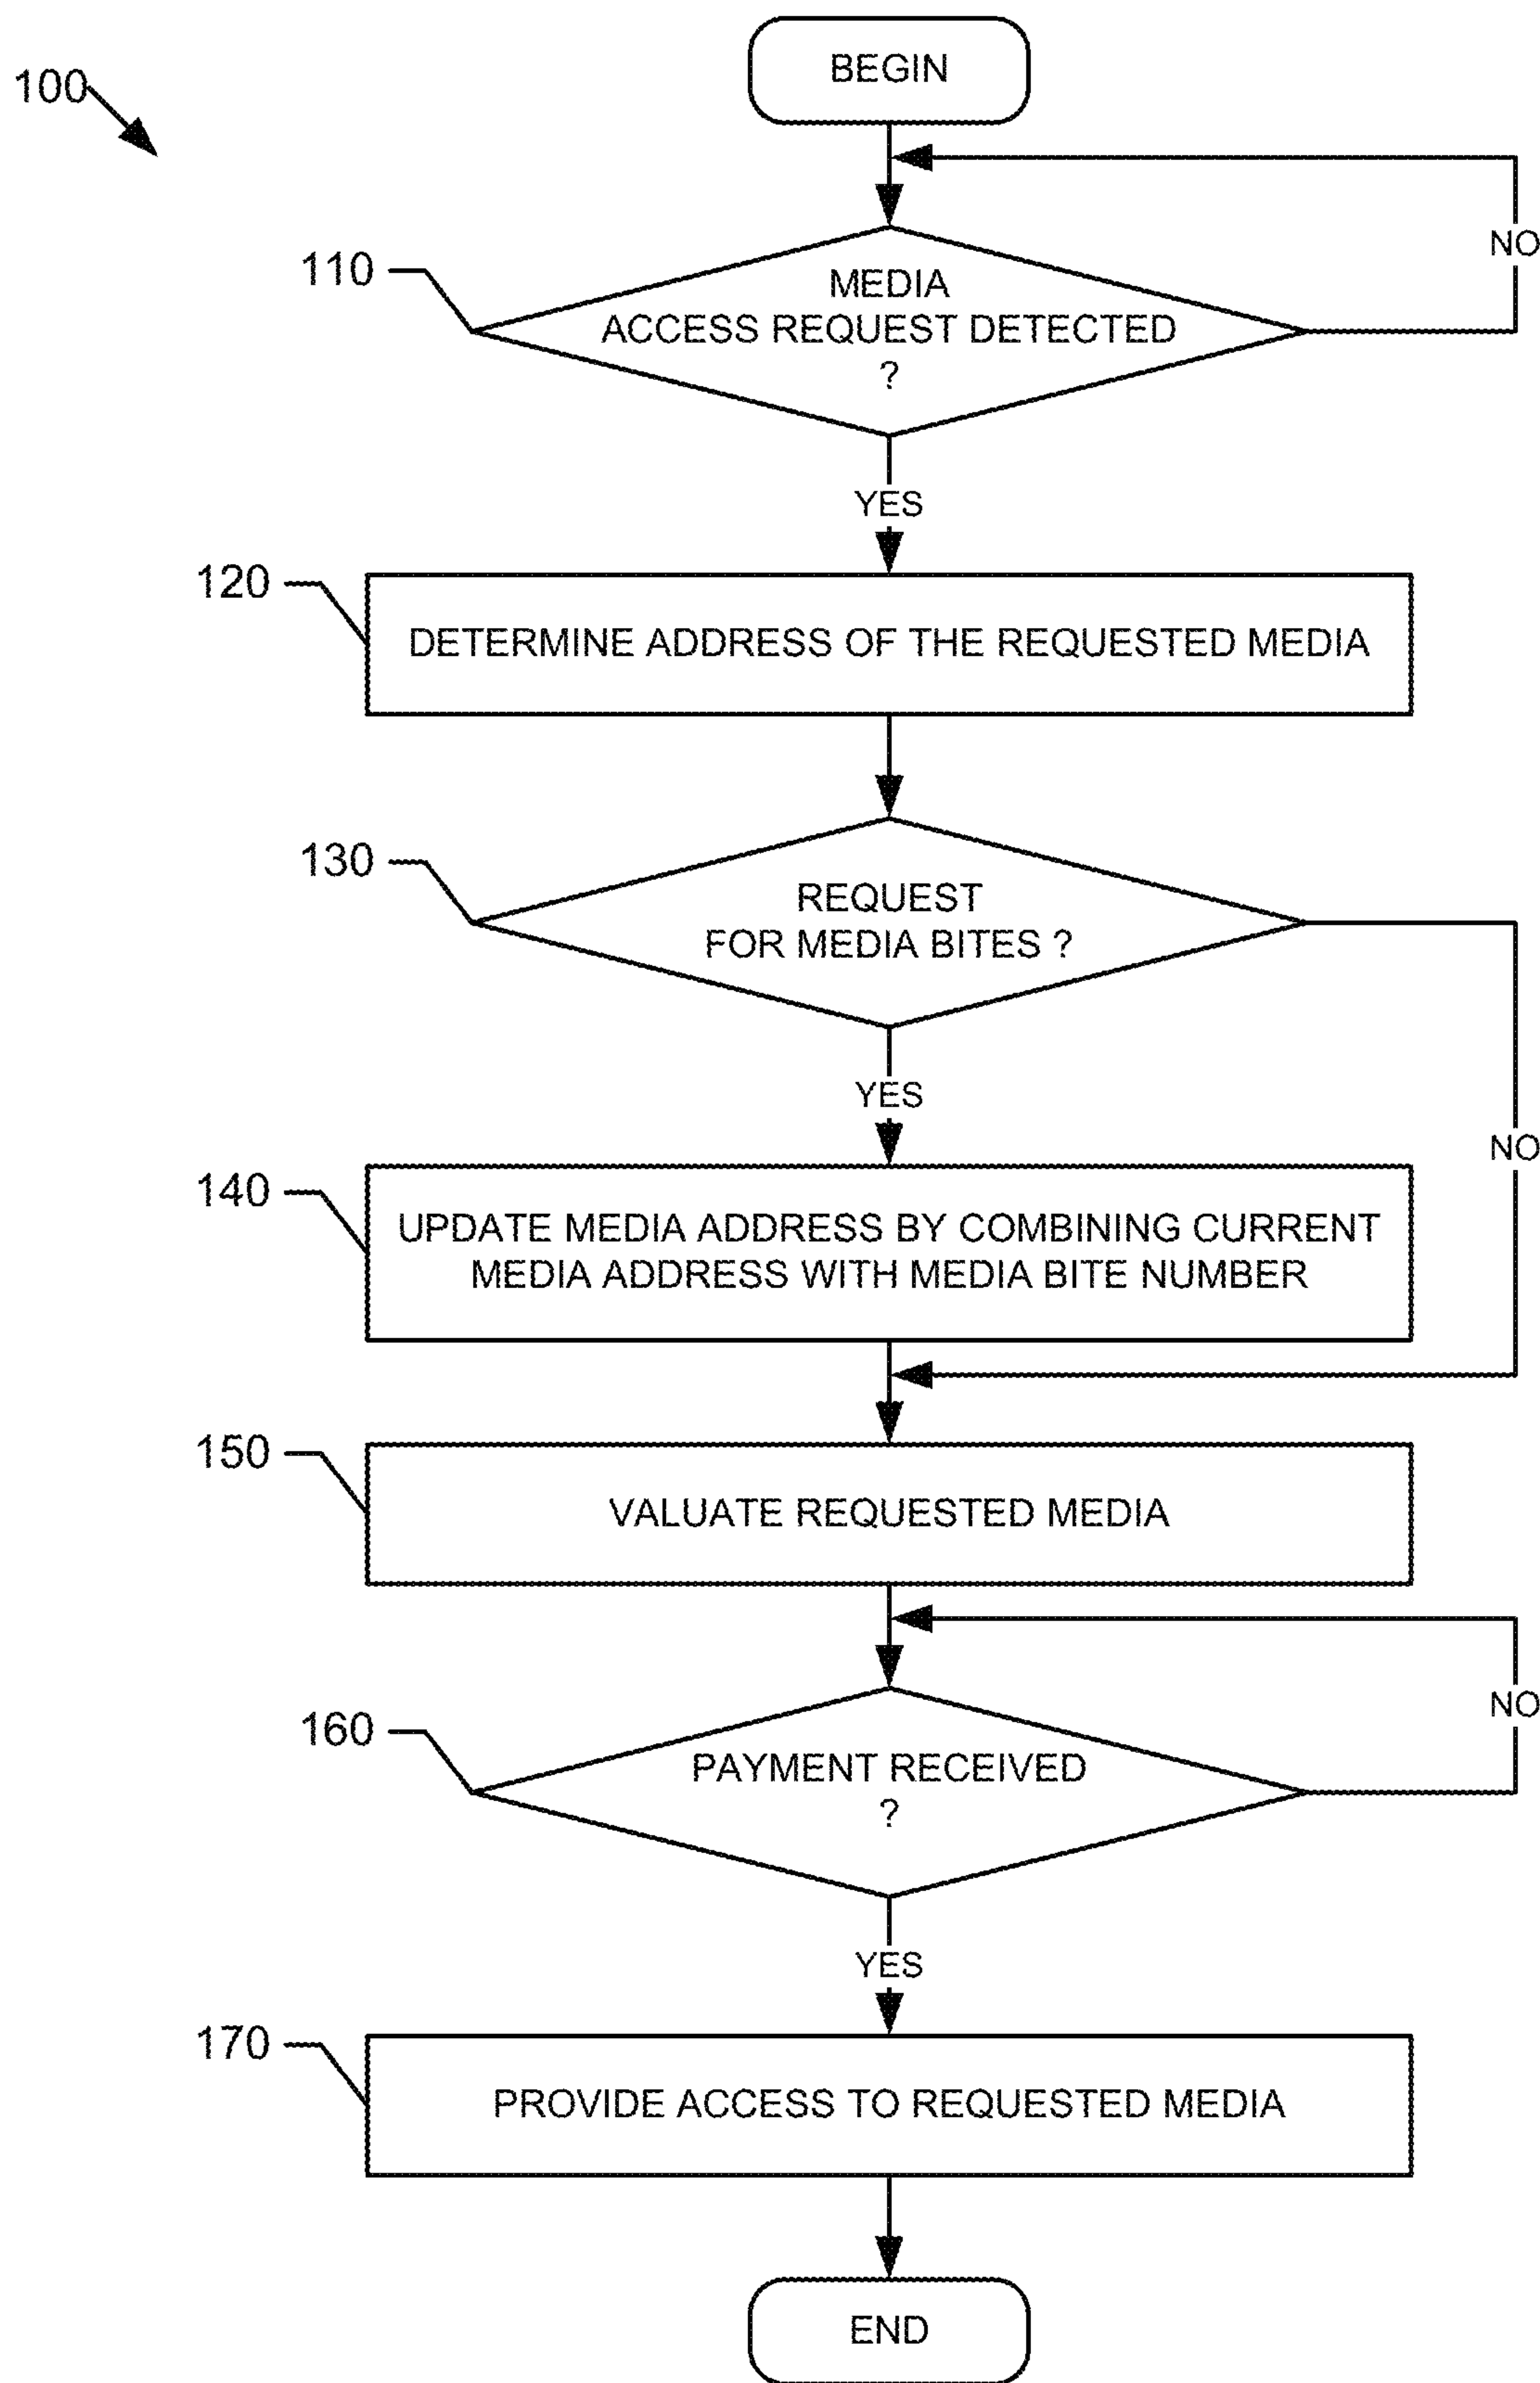 100
BEGIN
NO
110
MEDIA
ACCESS REQUEST DETECTED
?
YES
120
DETERMINE ADDRESS OF THE REQUESTED MEDIA
130
REQUEST
FOR MEDIA BITES ?
YES
NO
140
UPDATE MEDIA ADDRESS BY COMBINING CURRENT
MEDIA ADDRESS WITH MEDIA BITE NUMBER
150
VALUATE REQUESTED MEDIA
NO
160
PAYMENT RECEIVED
?
YES
170
PROVIDE ACCESS TO REQUESTED MEDIA
END